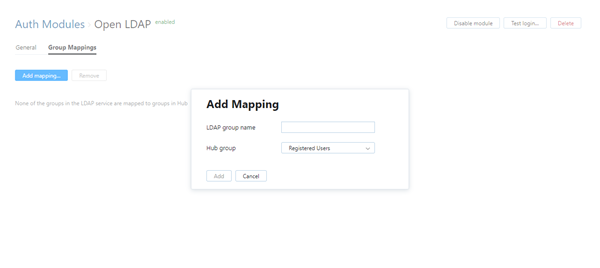 Auth Modules › Open LDAP enabled
Disable module Test login... Delete
General Group Mappings
Add mapping... Remove
None of the groups in the LDAP service are mapped to groups in Hub
Add Mapping
LDAP group name
Hub group Registered Users
Add Cancel